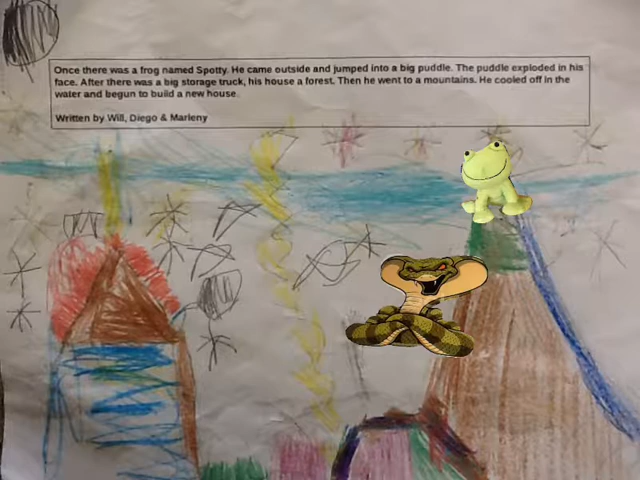 Once there was a frog named Spotty. He came outside and jumped into a big puddle. The puddle exploded in his
face. After there was a big storage truck, his house a forest. Then he went to a mountains. He cooled off in the
water and begun to build a new house.
Written by Will, Diego & Marleny